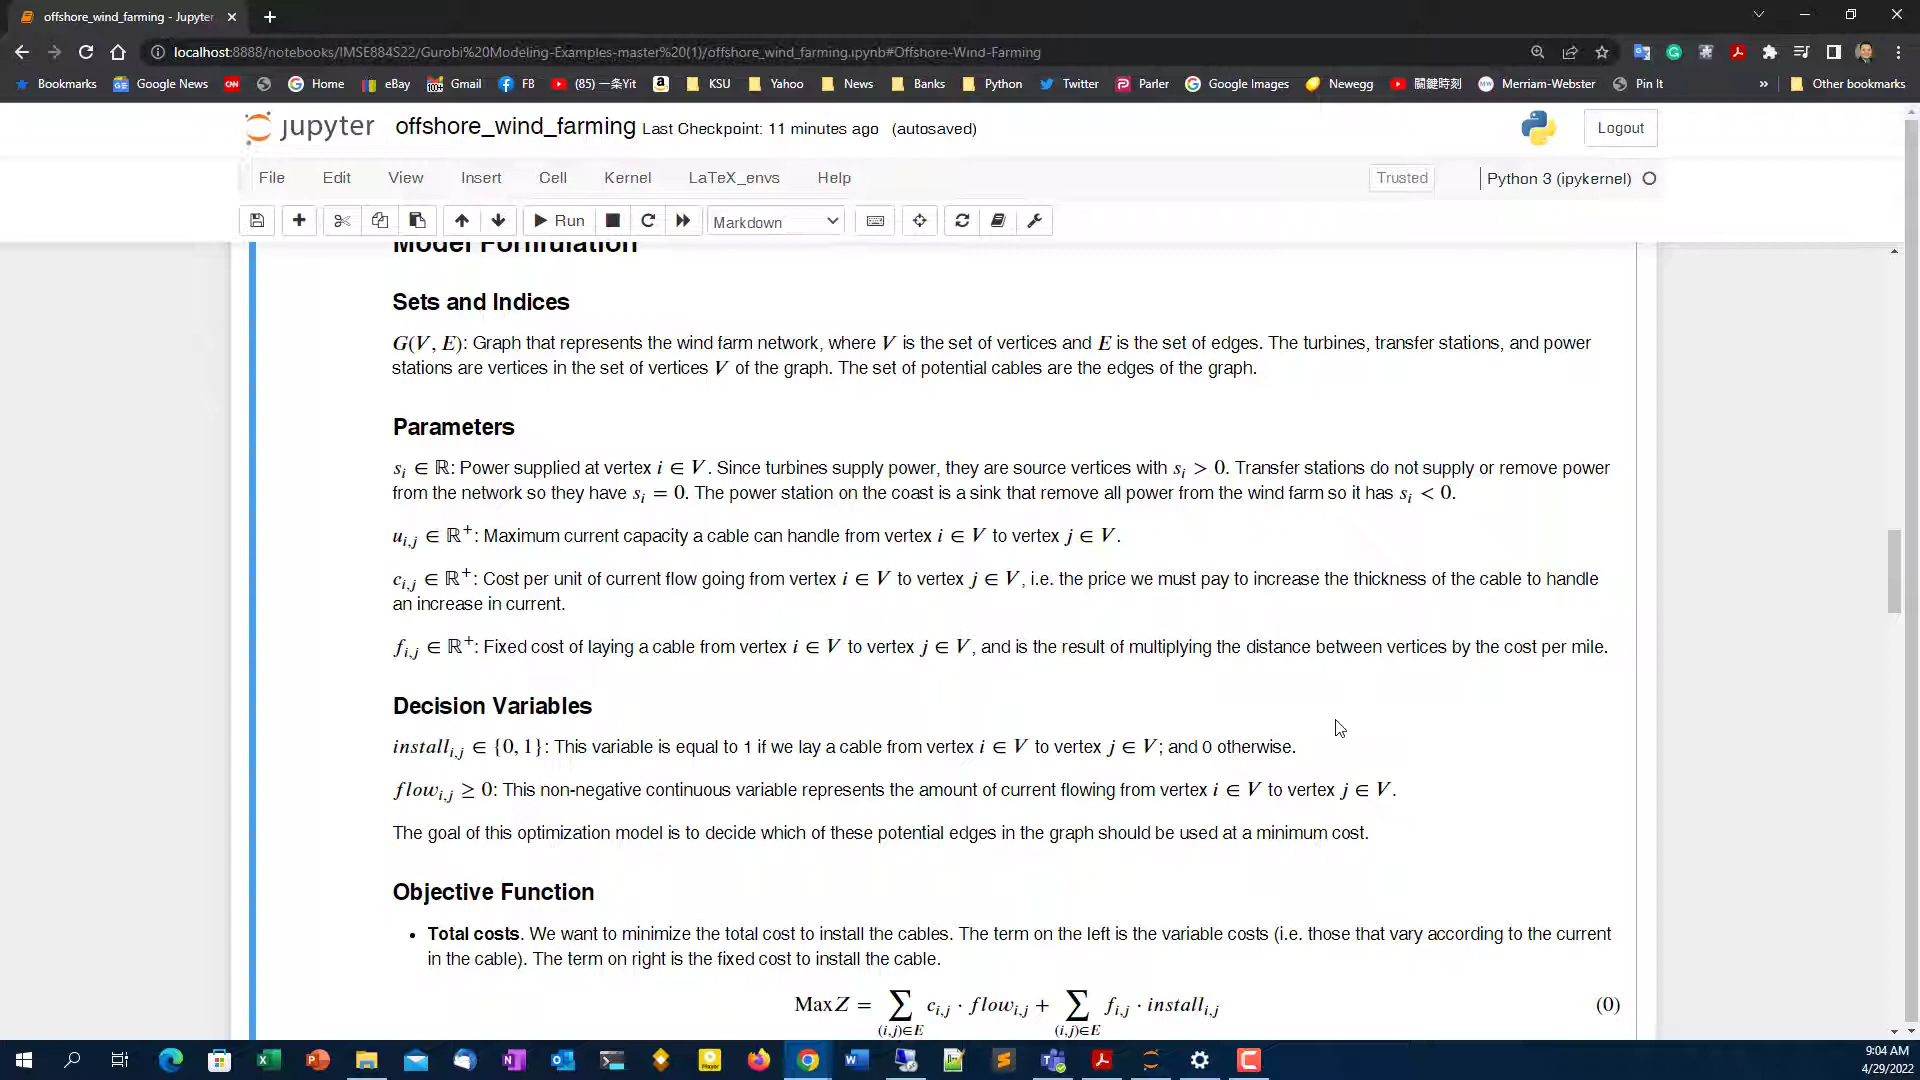 offshore_wind_farming - Jupyter
localhost:8888/notebooks/IMSE884S22/Gurobi%20Modeling-Examples-master%20(1)/offshore_wind_farming.ipynb#Offshore-Wind-Farming
Bookmarks Google News Home eBay Gmail FB (85) 一条Yit KSU Yahoo News Banks Python Twitter Parler Google Images Newegg 關鍵時刻 Merriam-Webster Pin It » Other bookmarks
jupyter offshore_wind_farming Last Checkpoint: 11 minutes ago (autosaved) Logout
File Edit View Insert Cell Kernel LaTeX_envs Help Trusted Python 3 (ipykernel)
Run Markdown
Model Formulation
Sets and Indices
G(V, E): Graph that represents the wind farm network, where V is the set of vertices and E is the set of edges. The turbines, transfer stations, and power
stations are vertices in the set of vertices V of the graph. The set of potential cables are the edges of the graph.
Parameters
s_i ∈ ℝ: Power supplied at vertex i ∈ V. Since turbines supply power, they are source vertices with s_i > 0. Transfer stations do not supply or remove power
from the network so they have s_i = 0. The power station on the coast is a sink that remove all power from the wind farm so it has s_i < 0.
u_{i,j} ∈ ℝ⁺: Maximum current capacity a cable can handle from vertex i ∈ V to vertex j ∈ V.
c_{i,j} ∈ ℝ⁺: Cost per unit of current flow going from vertex i ∈ V to vertex j ∈ V, i.e. the price we must pay to increase the thickness of the cable to handle
an increase in current.
f_{i,j} ∈ ℝ⁺: Fixed cost of laying a cable from vertex i ∈ V to vertex j ∈ V, and is the result of multiplying the distance between vertices by the cost per mile.
Decision Variables
install_{i,j} ∈ {0, 1}: This variable is equal to 1 if we lay a cable from vertex i ∈ V to vertex j ∈ V; and 0 otherwise.
flow_{i,j} ≥ 0: This non-negative continuous variable represents the amount of current flowing from vertex i ∈ V to vertex j ∈ V.
The goal of this optimization model is to decide which of these potential edges in the graph should be used at a minimum cost.
Objective Function
• Total costs. We want to minimize the total cost to install the cables. The term on the left is the variable costs (i.e. those that vary according to the current
in the cable). The term on right is the fixed cost to install the cable.
Max Z = ∑_{(i,j)∈E} c_{i,j} · flow_{i,j} + ∑_{(i,j)∈E} f_{i,j} · install_{i,j} (0)
9:04 AM
4/29/2022